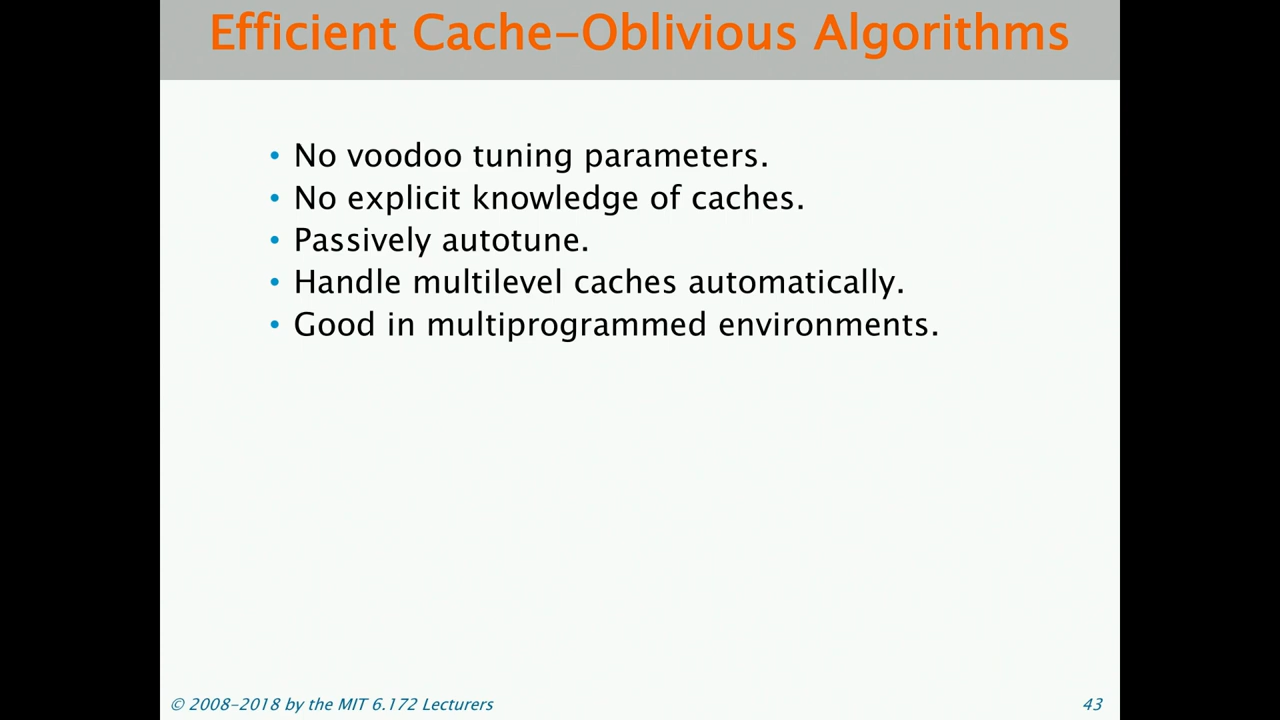 Efficient Cache-Oblivious Algorithms
• No voodoo tuning parameters.
• No explicit knowledge of caches.
• Passively autotune.
• Handle multilevel caches automatically.
• Good in multiprogrammed environments.
© 2008-2018 by the MIT 6.172 Lecturers
43